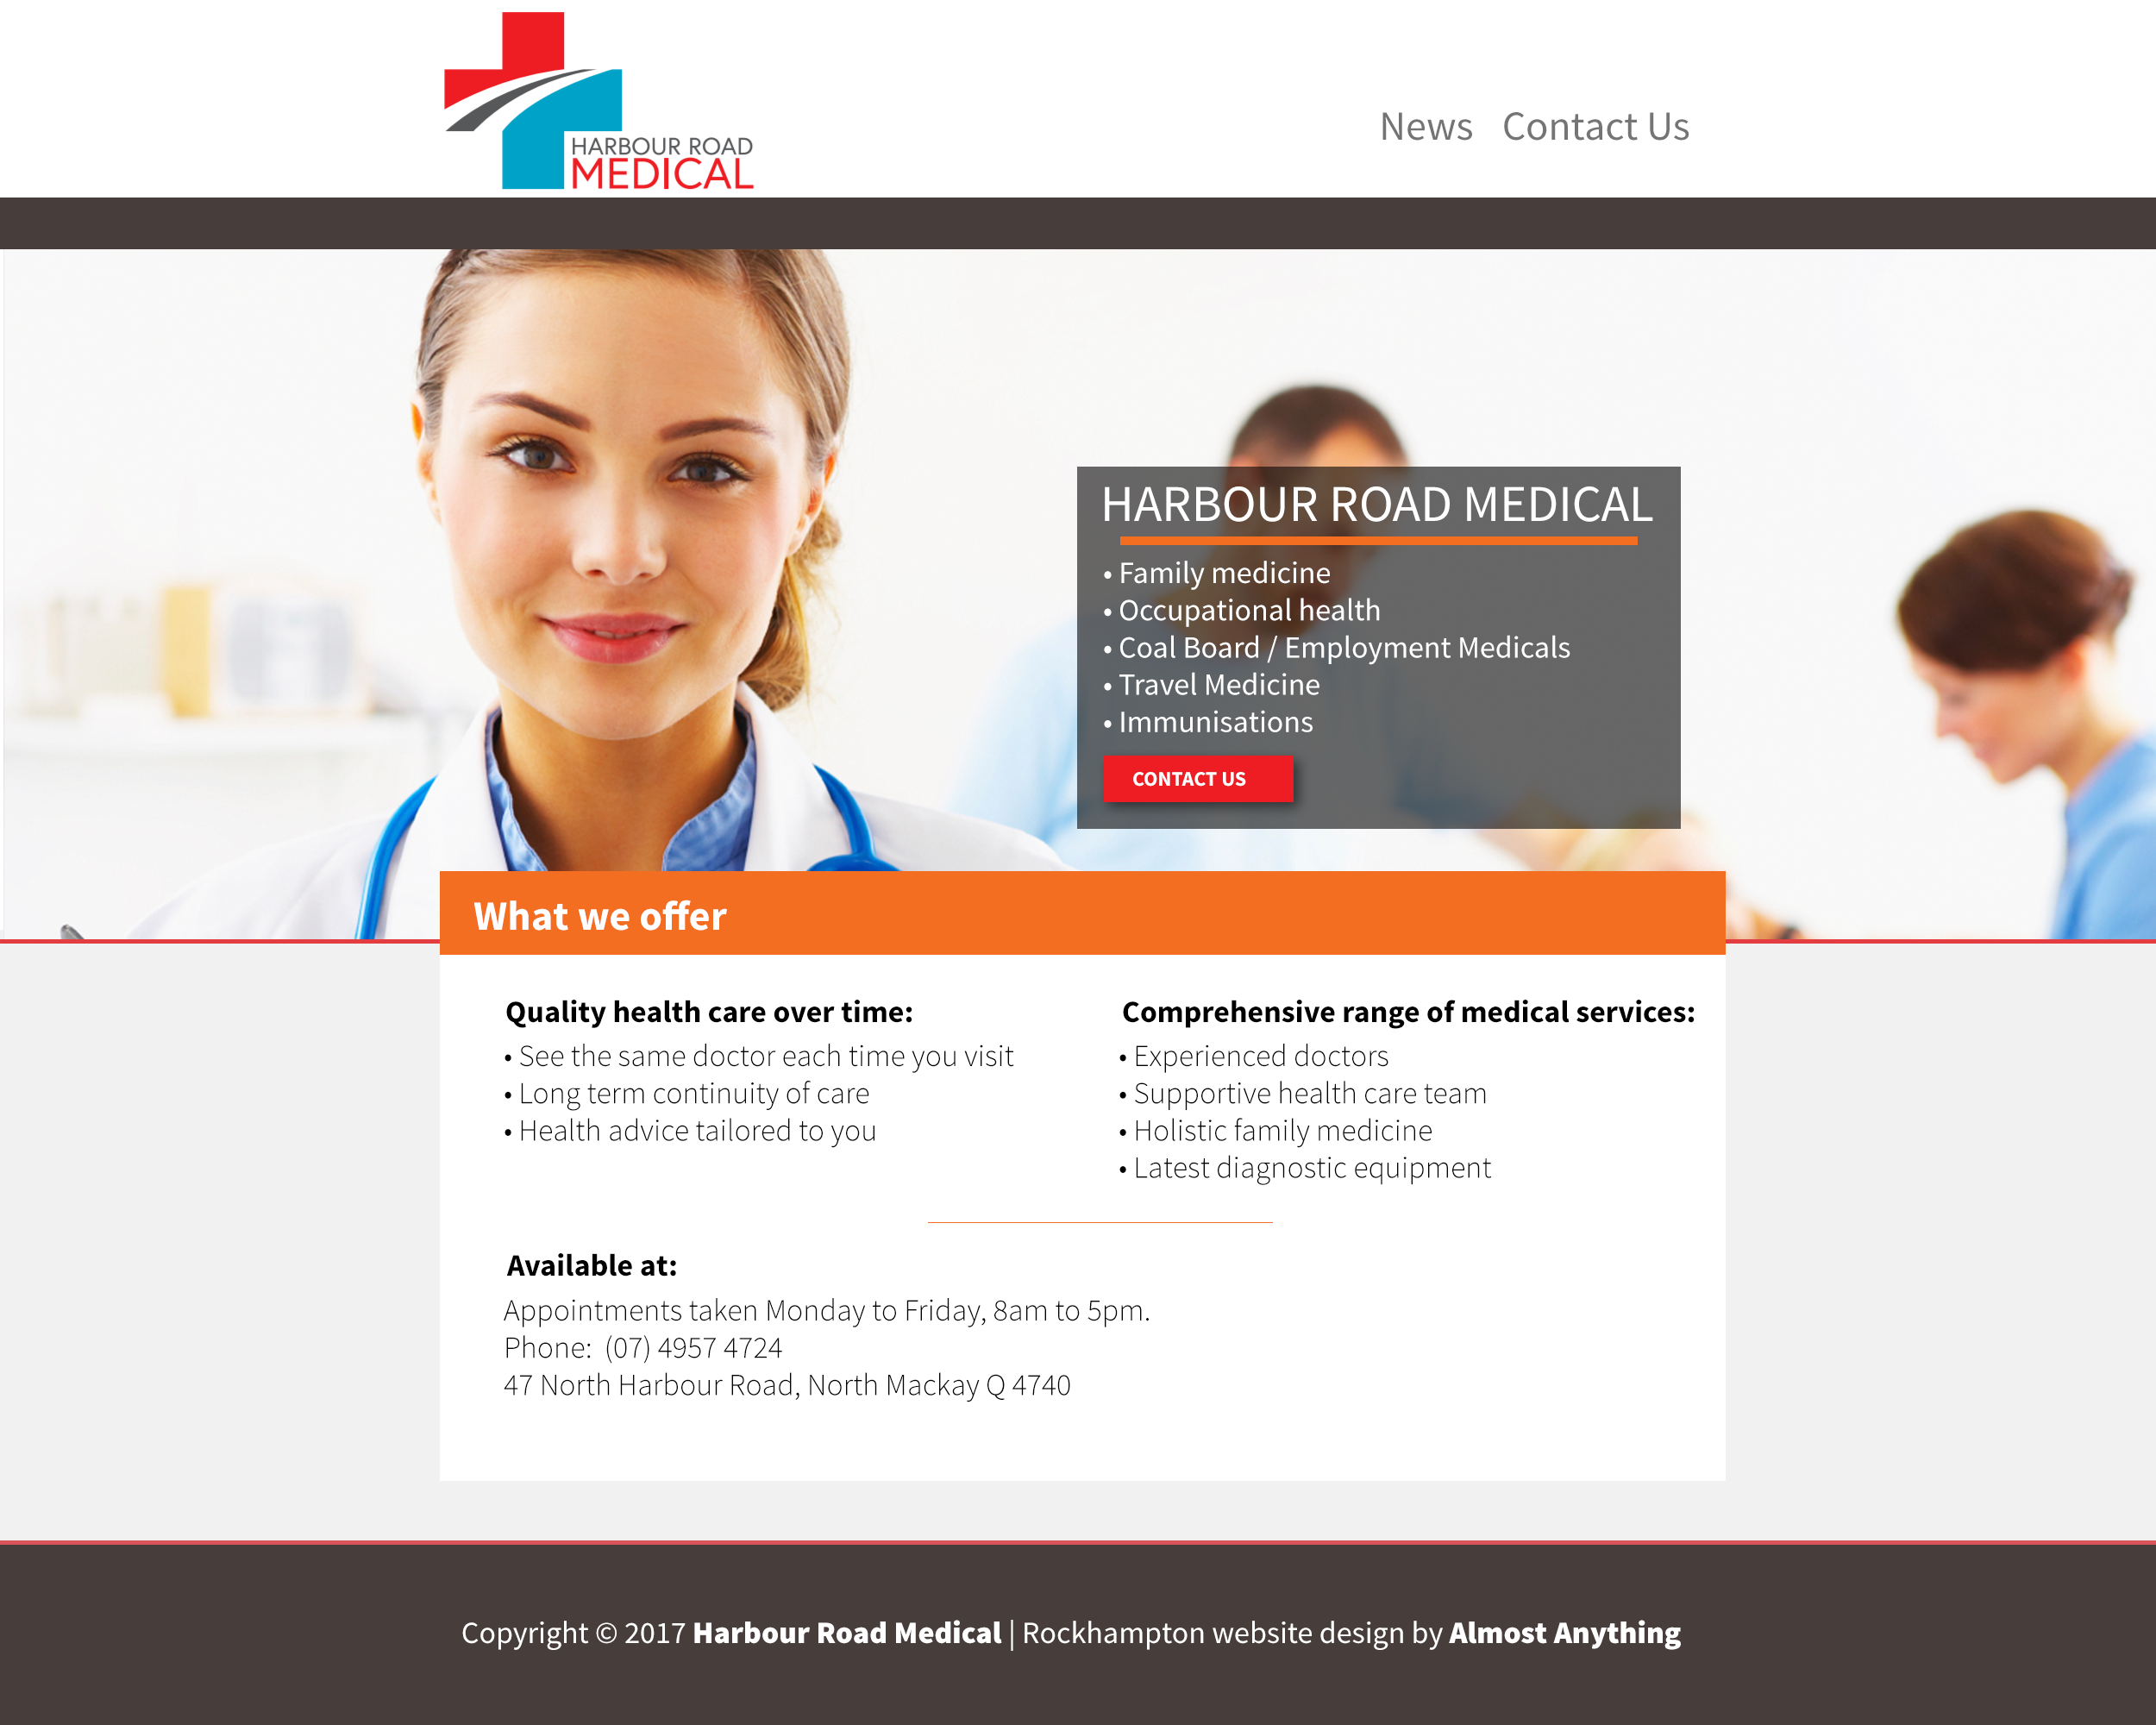 HARBOUR ROAD
MEDICAL
News Contact Us
HARBOUR ROAD MEDICAL
• Family medicine
• Occupational health
• Coal Board / Employment Medicals
• Travel Medicine
• Immunisations
CONTACT US
What we offer
Quality health care over time:
• See the same doctor each time you visit
• Long term continuity of care
• Health advice tailored to you
Comprehensive range of medical services:
• Experienced doctors
• Supportive health care team
• Holistic family medicine
• Latest diagnostic equipment
Available at:
Appointments taken Monday to Friday, 8am to 5pm.
Phone: (07) 4957 4724
47 North Harbour Road, North Mackay Q 4740
Copyright © 2017 Harbour Road Medical | Rockhampton website design by Almost Anything